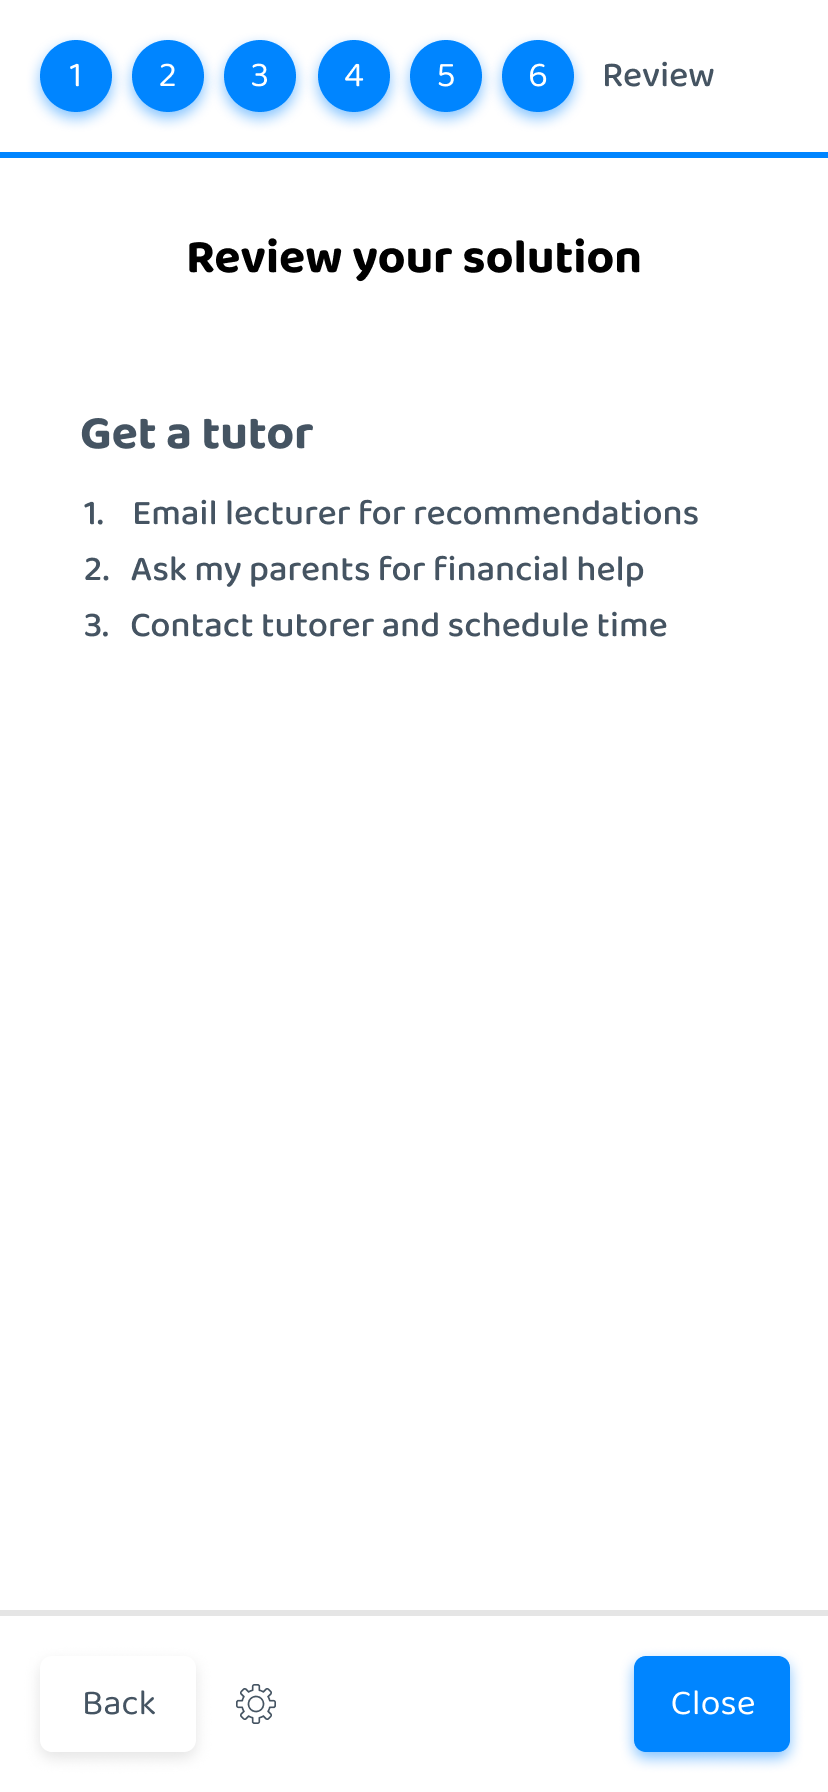 1 2 3 4 5 6 Review
Review your solution
Get a tutor
1. Email lecturer for recommendations
2. Ask my parents for financial help
3. Contact tutorer and schedule time
Back Close